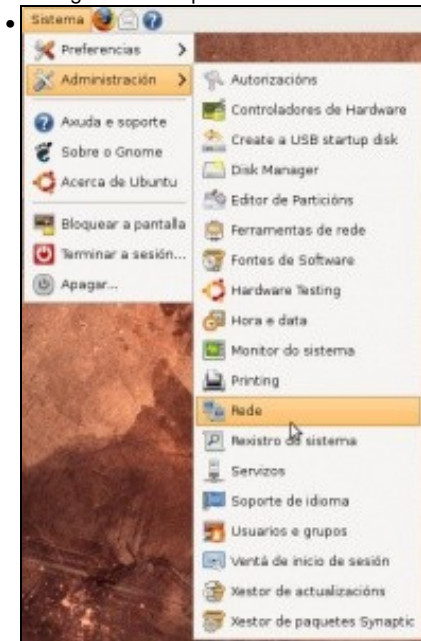 Sistema
Preferencias
Administración
Axuda e soporte
Sobre o Gnome
Acerca de Ubuntu
Bloquear a pantalla
Terminar a sesión...
Apagar...
Autorizacións
Controladores de Hardware
Create a USB startup disk
Disk Manager
Editor de Particións
Ferramentas de rede
Fontes de Software
Hardware Testing
Hora e data
Monitor do sistema
Printing
Rede
Rexistro do sistema
Servizos
Soporte de idioma
Usuarios e grupos
Ventá de inicio de sesión
Xestor de actualizacións
Xestor de paquetes Synaptic